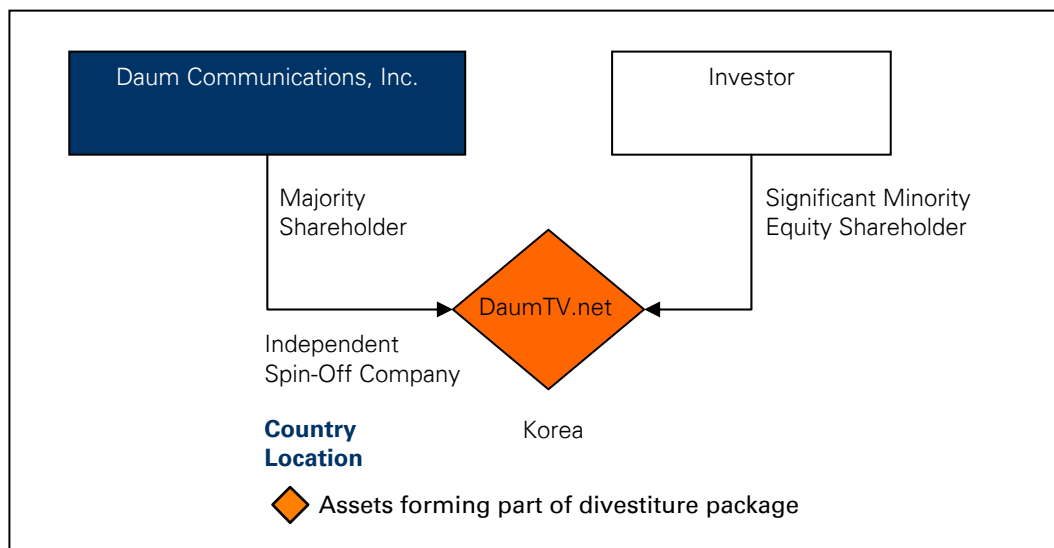 Daum Communications, Inc.
Investor
Majority
Shareholder
Significant Minority
Equity Shareholder
DaumTV.net
Independent
Spin-Off Company
Country
Location
Korea
Assets forming part of divestiture package